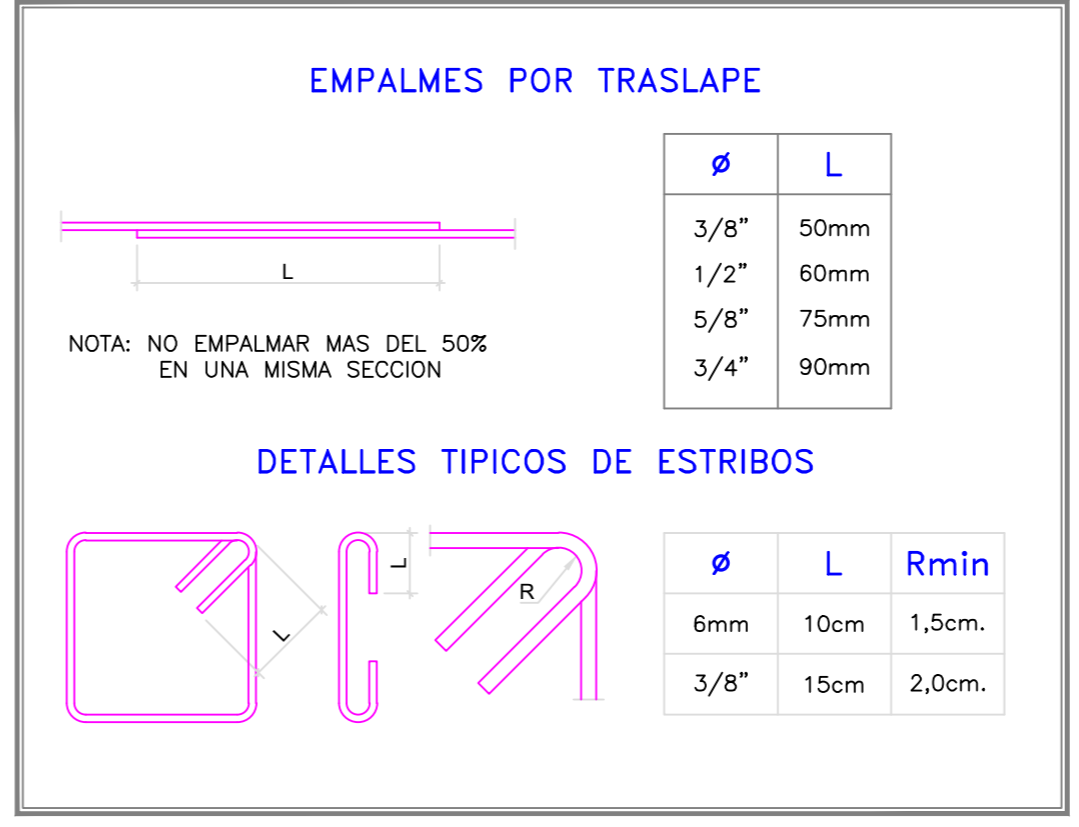 EMPALMES POR TRASLAPE
ø L
3/8” 50mm
1/2” 60mm
5/8” 75mm
3/4” 90mm
L
NOTA: NO EMPALMAR MAS DEL 50%
EN UNA MISMA SECCION
DETALLES TIPICOS DE ESTRIBOS
L
L
R
ø L Rmin
6mm 10cm 1,5cm.
3/8” 15cm 2,0cm.